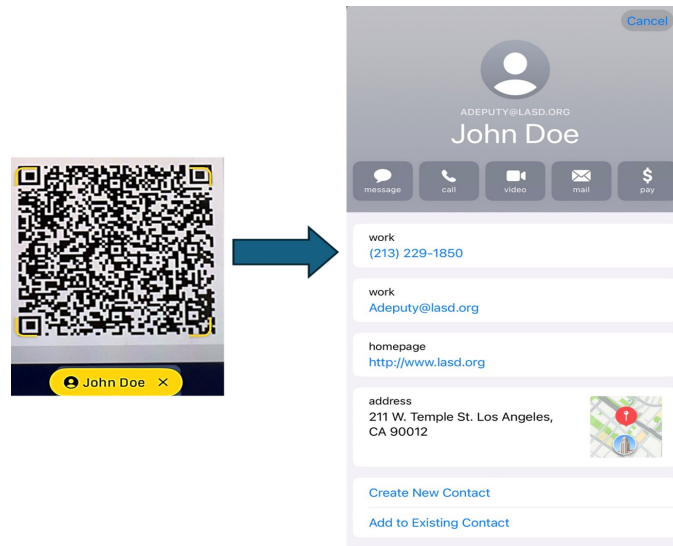 John Doe ×
Cancel
ADEPUTY@LASD.ORG
John Doe
message
call
video
mail
$
pay
work
(213) 229-1850
work
Adeputy@lasd.org
homepage
http://www.lasd.org
address
211 W. Temple St. Los Angeles,
CA 90012
Create New Contact
Add to Existing Contact